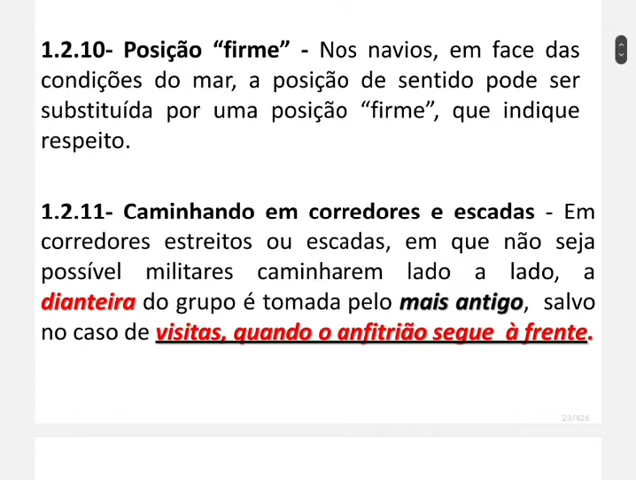 1.2.10- Posição “firme” - Nos navios, em face das
condições do mar, a posição de sentido pode ser
substituída por uma posição “firme”, que indique
respeito.
1.2.11- Caminhando em corredores e escadas - Em
corredores estreitos ou escadas, em que não seja
possível militares caminharem lado a lado, a
dianteira do grupo é tomada pelo mais antigo, salvo
no caso de visitas, quando o anfitrião segue à frente.
23/426